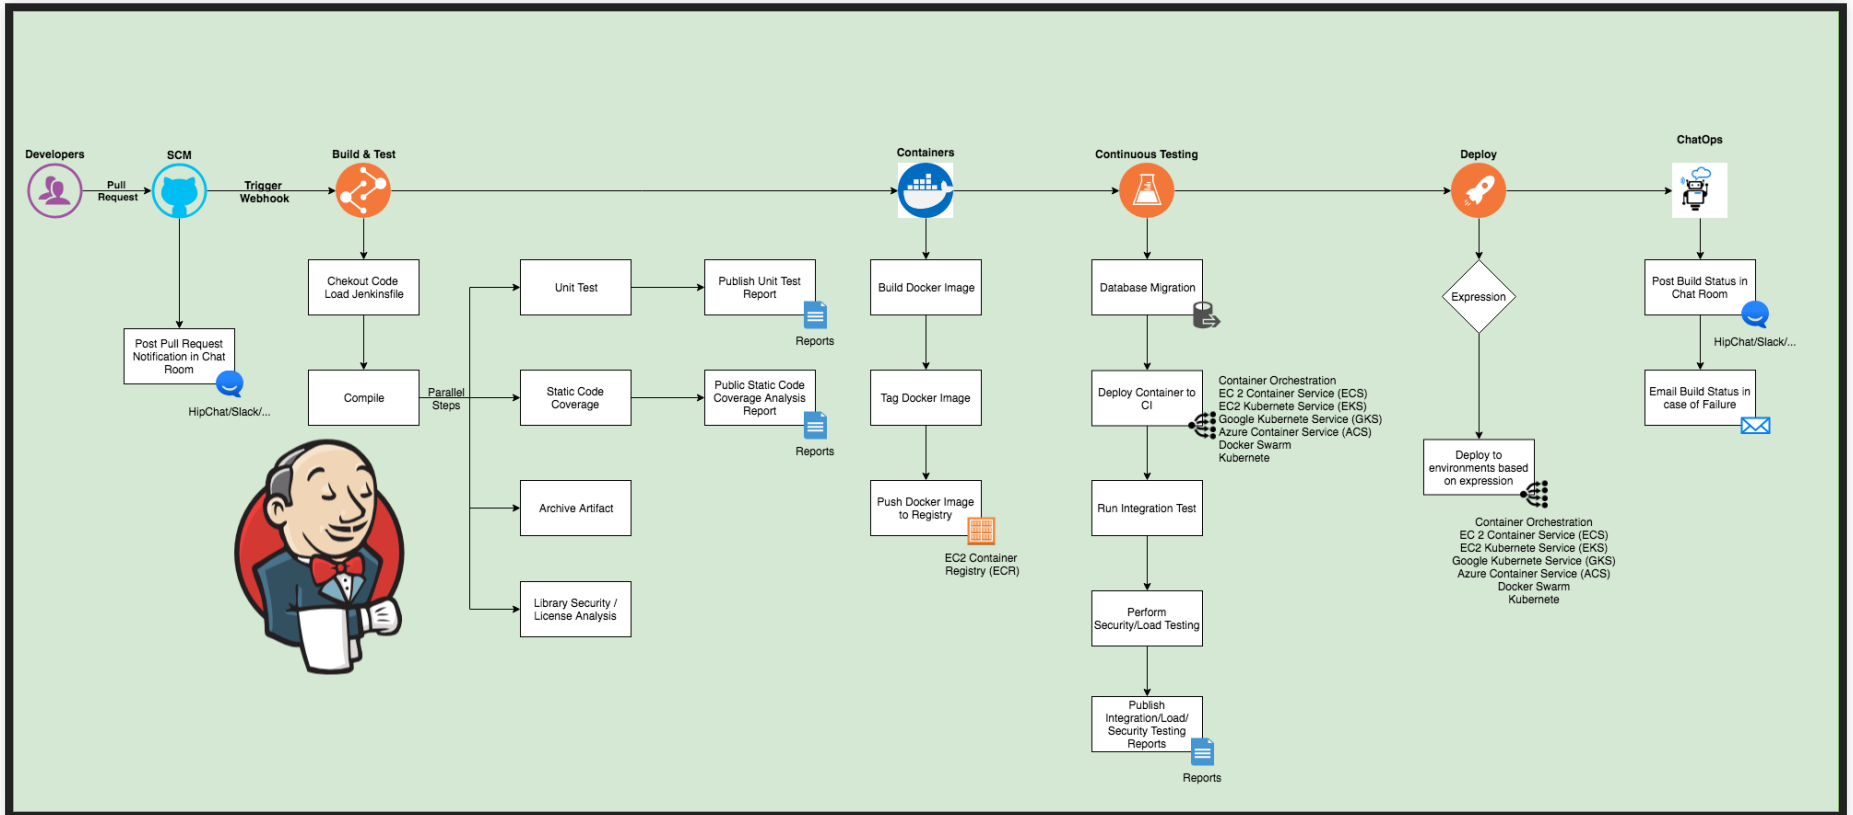 Developers
SCM
Build & Test
Containers
Continuous Testing
Deploy
ChatOps
Pull
Request
Trigger
Webhook
Post Pull Request
Notification in Chat
Room
HipChat/Slack/...
Chekout Code
Load Jenkinsfile
Compile
Parallel
Steps
Unit Test
Publish Unit Test
Report
Reports
Static Code
Coverage
Public Static Code
Coverage Analysis
Report
Reports
Archive Artifact
Library Security /
License Analysis
Build Docker Image
Tag Docker Image
Push Docker Image
to Registry
EC2 Container
Registry (ECR)
Database Migration
Deploy Container to
CI
Container Orchestration
EC 2 Container Service (ECS)
EC2 Kubernete Service (EKS)
Google Kubernete Service (GKS)
Azure Container Service (ACS)
Docker Swarm
Kubernete
Run Integration Test
Perform
Security/Load Testing
Publish
Integration/Load/
Security Testing
Reports
Reports
Expression
Deploy to
environments based
on expression
Container Orchestration
EC 2 Container Service (ECS)
EC2 Kubernete Service (EKS)
Google Kubernete Service (GKS)
Azure Container Service (ACS)
Docker Swarm
Kubernete
Post Build Status in
Chat Room
HipChat/Slack/...
Email Build Status in
case of Failure